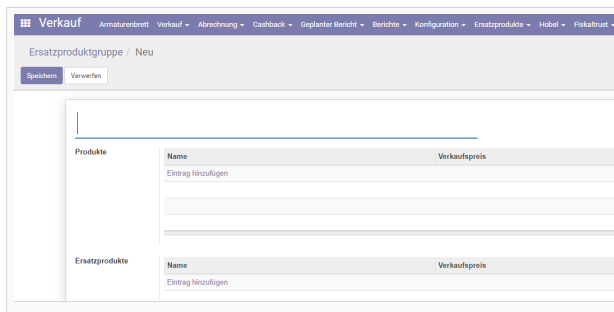 Verkauf Armaturenbrett Verkauf Abrechnung Cashback Geplanter Bericht Berichte Konfiguration Ersatzprodukte Hobel Fiskaltrust
Ersatzproduktgruppe / Neu
Speichern Verwerfen
Produkte
Name Verkaufspreis
Eintrag hinzufügen
Ersatzprodukte
Name Verkaufspreis
Eintrag hinzufügen